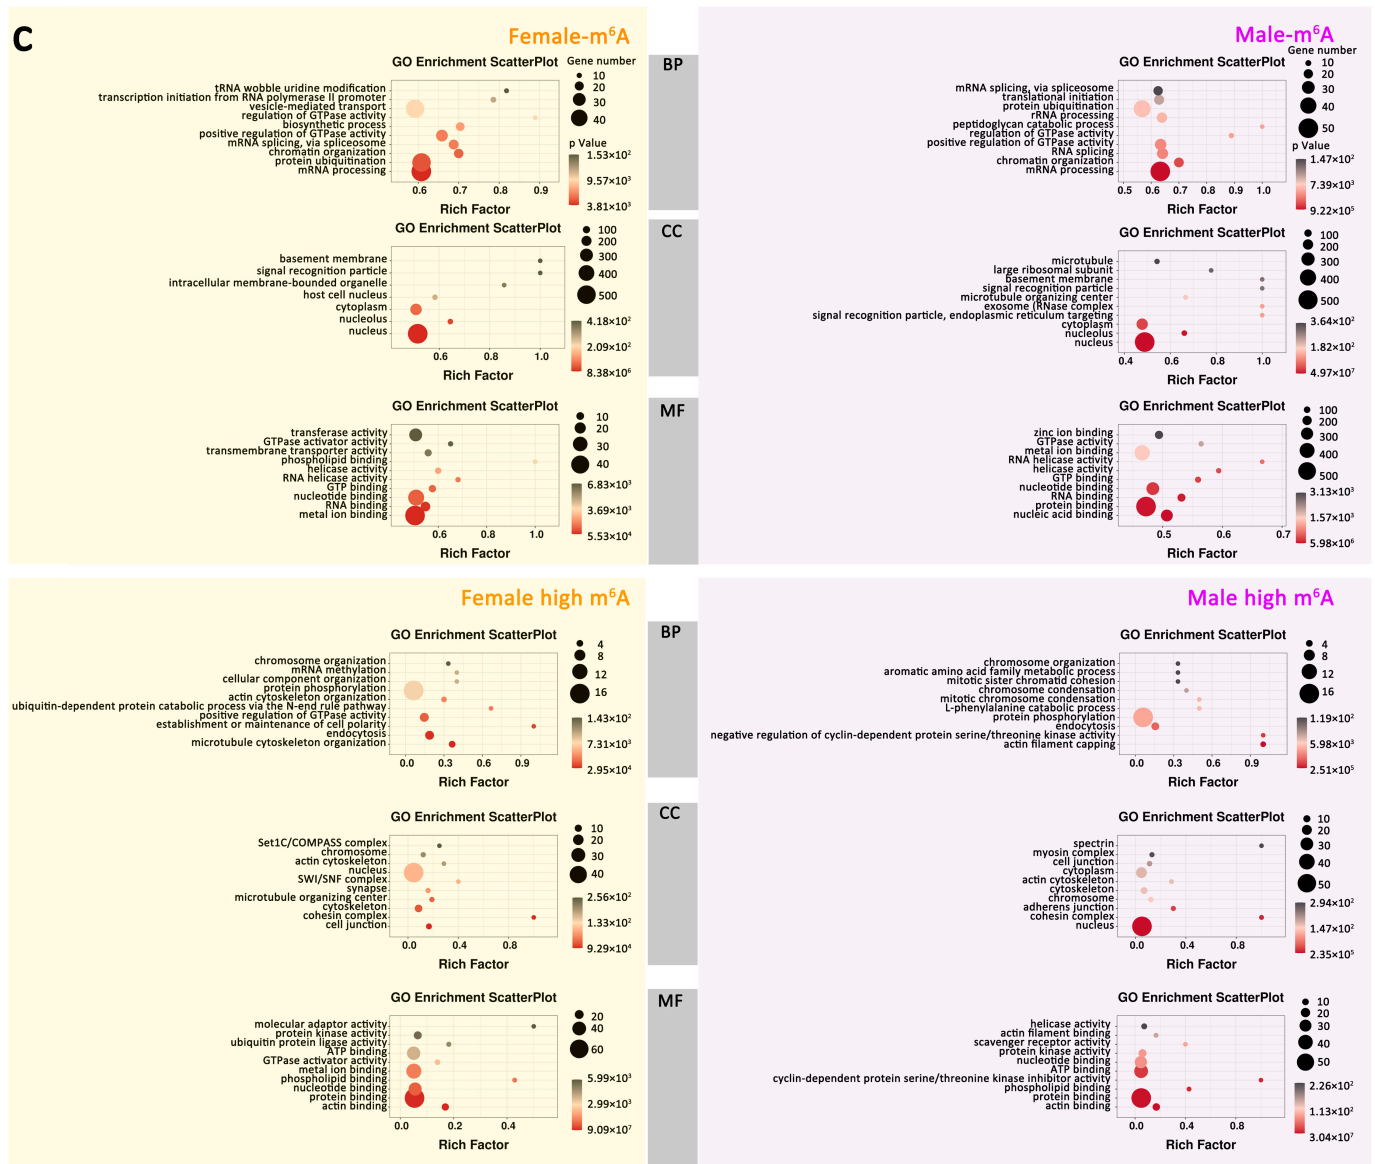 C
Female-m⁶A
GO Enrichment ScatterPlot
Gene number
10
20
30
40
p Value
1.53×10²
9.57×10³
3.81×10³
tRNA wobble uridine modification
transcription initiation from RNA polymerase II promoter
vesicle-mediated transport
regulation of GTPase activity
biosynthetic process
positive regulation of GTPase activity
mRNA splicing, via spliceosome
chromatin organization
protein ubiquitination
mRNA processing
0.6 0.7 0.8 0.9
Rich Factor
BP
Male-m⁶A
GO Enrichment ScatterPlot
Gene number
10
20
30
40
50
p Value
1.47×10²
7.39×10³
9.22×10⁵
mRNA splicing, via spliceosome
translational initiation
protein ubiquitination
rRNA processing
peptidoglycan catabolic process
regulation of GTPase activity
positive regulation of GTPase activity
RNA splicing
chromatin organization
mRNA processing
0.5 0.6 0.7 0.8 0.9 1.0
Rich Factor
GO Enrichment ScatterPlot
100
200
300
400
500
4.18×10²
2.09×10²
8.38×10⁶
basement membrane
signal recognition particle
intracellular membrane-bounded organelle
host cell nucleus
cytoplasm
nucleolus
nucleus
0.6 0.8 1.0
Rich Factor
CC
GO Enrichment ScatterPlot
100
200
300
400
500
3.64×10²
1.82×10²
4.97×10⁷
microtubule
large ribosomal subunit
basement membrane
signal recognition particle
microtubule organizing center
exosome (RNase complex
signal recognition particle, endoplasmic reticulum targeting
cytoplasm
nucleolus
nucleus
0.4 0.6 0.8 1.0
Rich Factor
GO Enrichment ScatterPlot
10
20
30
40
6.83×10³
3.69×10³
5.53×10⁴
transferase activity
GTPase activator activity
transmembrane transporter activity
phospholipid binding
helicase activity
RNA helicase activity
GTP binding
nucleotide binding
RNA binding
metal ion binding
0.6 0.8 1.0
Rich Factor
MF
GO Enrichment ScatterPlot
100
200
300
400
500
3.13×10³
1.57×10³
5.98×10⁶
zinc ion binding
GTPase activity
metal ion binding
RNA helicase activity
helicase activity
GTP binding
nucleotide binding
RNA binding
protein binding
nucleic acid binding
0.5 0.6 0.7
Rich Factor
Female high m⁶A
GO Enrichment ScatterPlot
4
8
12
16
1.43×10²
7.31×10³
2.95×10⁴
chromosome organization
mRNA methylation
cellular component organization
protein phosphorylation
actin cytoskeleton organization
ubiquitin-dependent protein catabolic process via the N-end rule pathway
positive regulation of GTPase activity
establishment or maintenance of cell polarity
endocytosis
microtubule cytoskeleton organization
0.0 0.3 0.6 0.9
Rich Factor
BP
Male high m⁶A
GO Enrichment ScatterPlot
4
8
12
16
1.19×10²
5.98×10³
2.51×10⁵
chromosome organization
aromatic amino acid family metabolic process
mitotic sister chromatid cohesion
chromosome condensation
mitotic chromosome condensation
L-phenylalanine catabolic process
protein phosphorylation
endocytosis
negative regulation of cyclin-dependent protein serine/threonine kinase activity
actin filament capping
0.0 0.3 0.6 0.9
Rich Factor
GO Enrichment ScatterPlot
10
20
30
40
2.56×10²
1.33×10²
9.29×10⁴
Set1C/COMPASS complex
chromosome
actin cytoskeleton
nucleus
SWI/SNF complex
synapse
microtubule organizing center
cytoskeleton
cohesin complex
cell junction
0.0 0.4 0.8
Rich Factor
CC
GO Enrichment ScatterPlot
10
20
30
40
50
2.94×10²
1.47×10²
2.35×10⁵
spectrin
myosin complex
cell junction
cytoplasm
actin cytoskeleton
cytoskeleton
chromosome
adherens junction
cohesin complex
nucleus
0.0 0.4 0.8
Rich Factor
GO Enrichment ScatterPlot
20
40
60
5.99×10³
2.99×10³
9.09×10⁷
molecular adaptor activity
protein kinase activity
ubiquitin protein ligase activity
ATP binding
GTPase activator activity
metal ion binding
phospholipid binding
nucleotide binding
protein binding
actin binding
0.0 0.2 0.4
Rich Factor
MF
GO Enrichment ScatterPlot
10
20
30
40
50
2.26×10²
1.13×10²
3.04×10⁷
helicase activity
actin filament binding
scavenger receptor activity
protein kinase activity
nucleotide binding
ATP binding
cyclin-dependent protein serine/threonine kinase inhibitor activity
phospholipid binding
protein binding
actin binding
0.0 0.4 0.8
Rich Factor